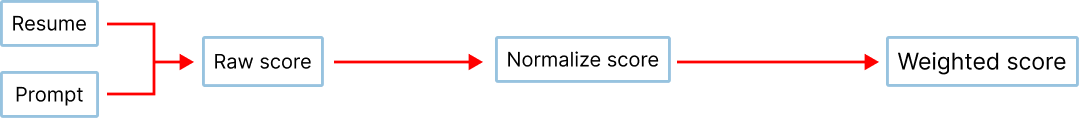 Resume
Prompt
Raw score
Normalize score
Weighted score